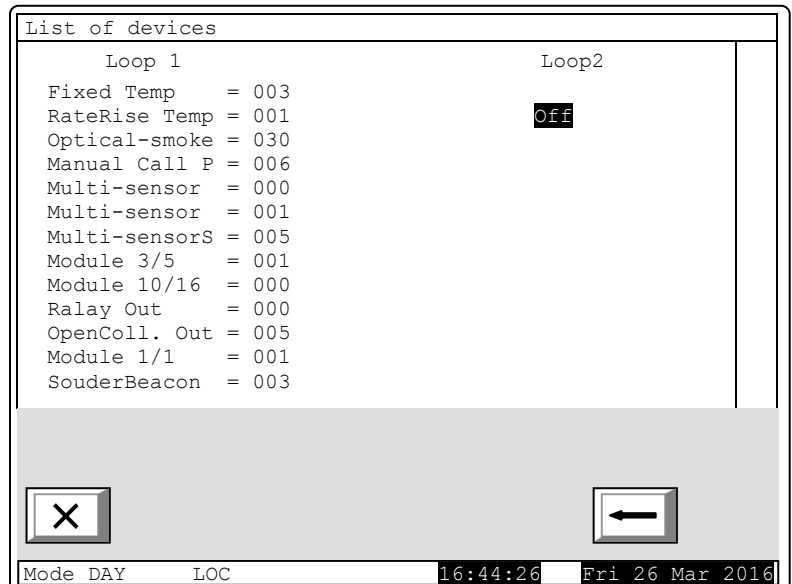 List of devices
Loop 1 Loop2
Fixed Temp = 003
RateRise Temp = 001 Off
Optical-smoke = 030
Manual Call P = 006
Multi-sensor = 000
Multi-sensor = 001
Multi-sensorS = 005
Module 3/5 = 001
Module 10/16 = 000
Ralay Out = 000
OpenColl. Out = 005
Module 1/1 = 001
SouderBeacon = 003
Mode DAY LOC 16:44:26 Fri 26 Mar 2016